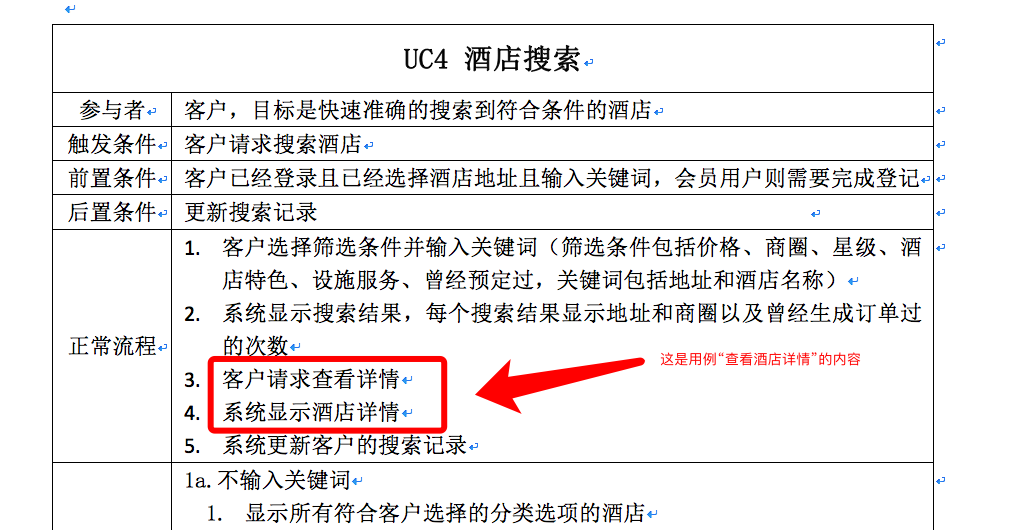 UC4 酒店搜索
参与者 客户，目标是快速准确的搜索到符合条件的酒店
触发条件 客户请求搜索酒店
前置条件 客户已经登录且已经选择酒店地址且输入关键词，会员用户则需要完成登记
后置条件 更新搜索记录
正常流程
1. 客户选择筛选条件并输入关键词（筛选条件包括价格、商圈、星级、酒
店特色、设施服务、曾经预定过，关键词包括地址和酒店名称）
2. 系统显示搜索结果，每个搜索结果显示地址和商圈以及曾经生成订单过
的次数
3. 客户请求查看详情
4. 系统显示酒店详情
5. 系统更新客户的搜索记录
这是用例“查看酒店详情”的内容
1a.不输入关键词
1. 显示所有符合客户选择的分类选项的酒店